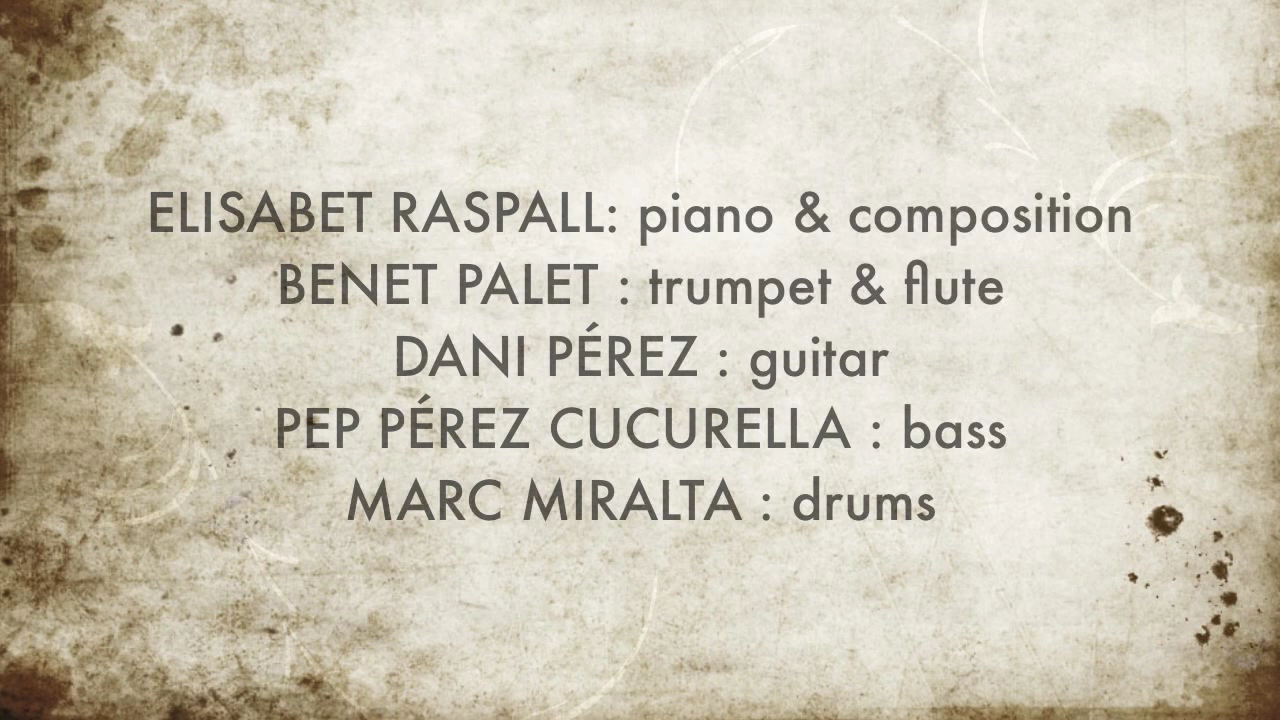 ELISABET RASPALL: piano & composition
BENET PALET : trumpet & flute
DANI PÉREZ : guitar
PEP PÉREZ CUCURELLA : bass
MARC MIRALTA : drums